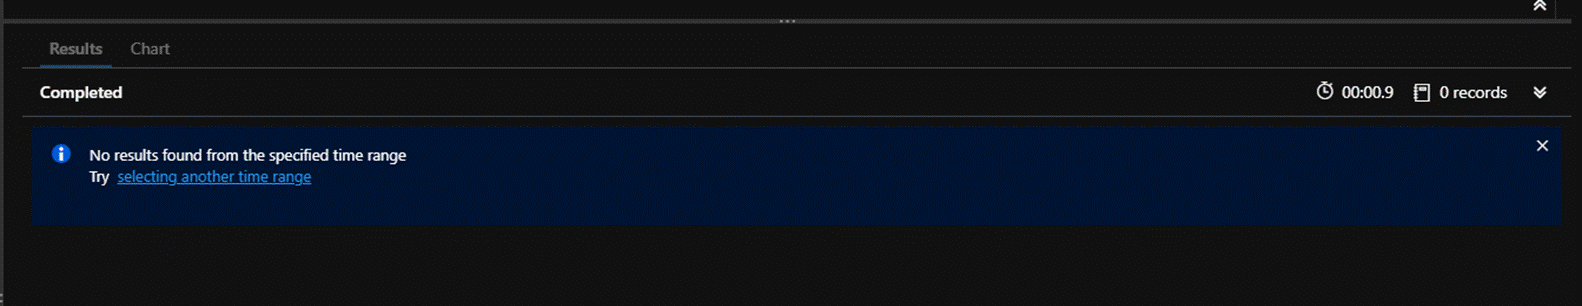 Results Chart
Completed 00:00.9 0 records
No results found from the specified time range
Try selecting another time range